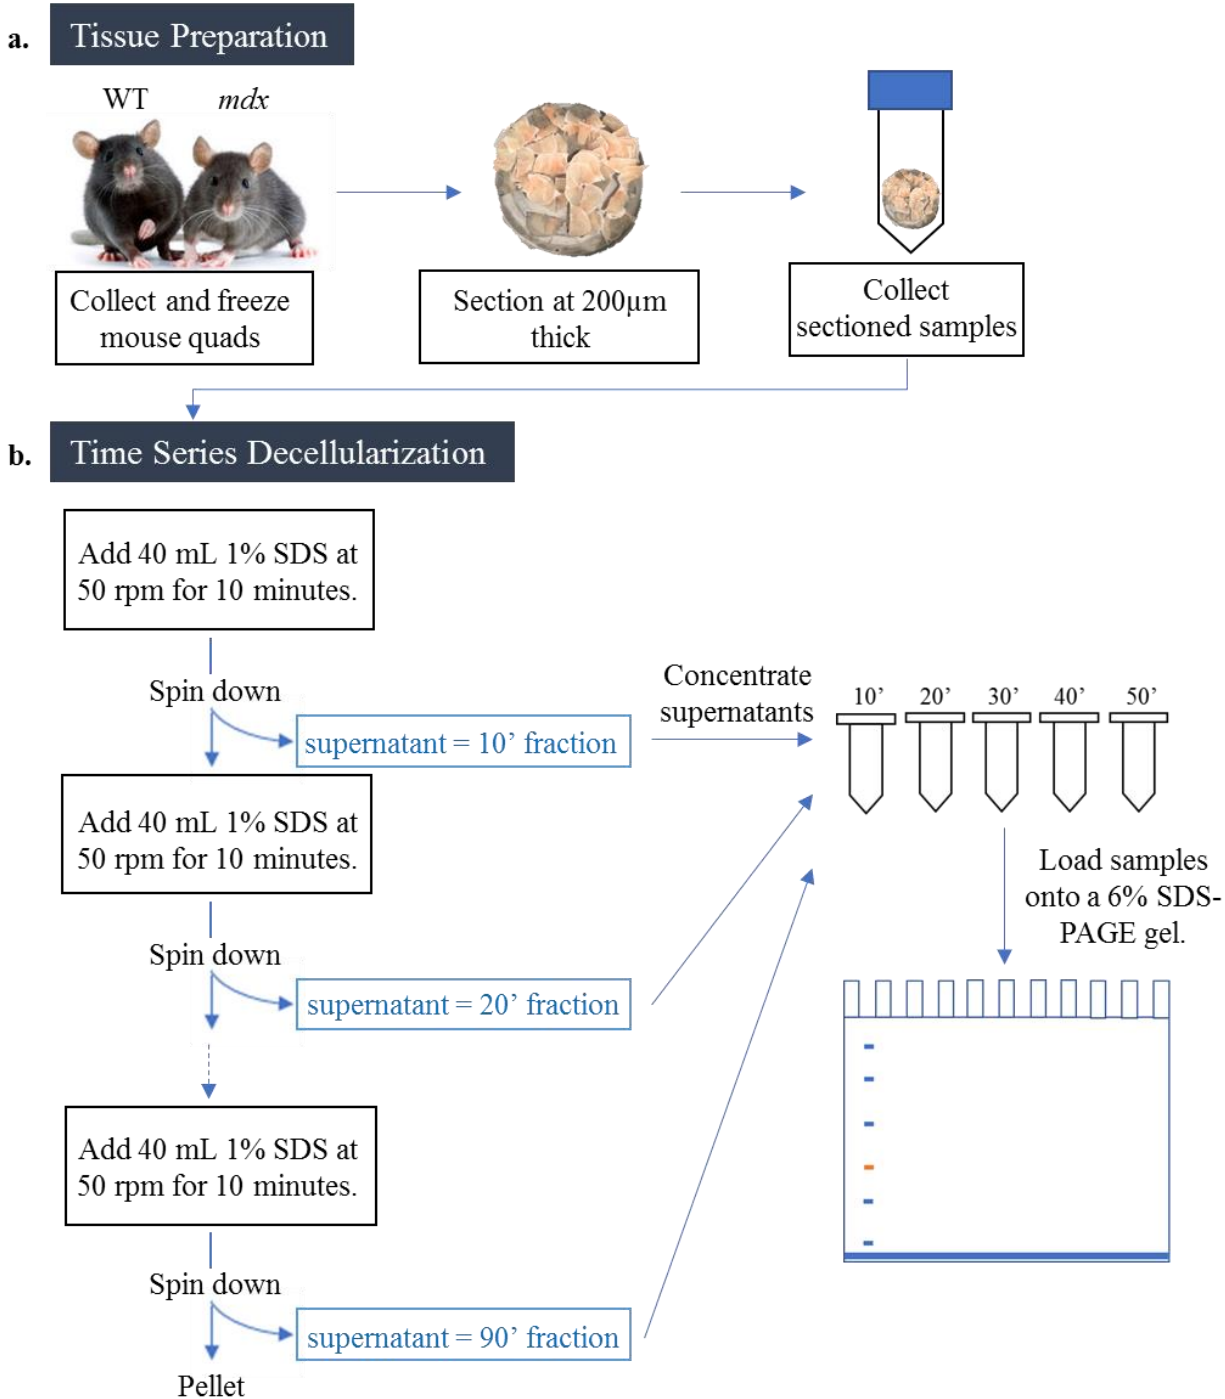 a.
Tissue Preparation
WT
mdx
Collect and freeze
mouse quads
Section at 200µm
thick
Collect
sectioned samples
b.
Time Series Decellularization
Add 40 mL 1% SDS at
50 rpm for 10 minutes.
Spin down
supernatant = 10’ fraction
Add 40 mL 1% SDS at
50 rpm for 10 minutes.
Spin down
supernatant = 20’ fraction
Add 40 mL 1% SDS at
50 rpm for 10 minutes.
Spin down
supernatant = 90’ fraction
Pellet
Concentrate
supernatants
10’ 20’ 30’ 40’ 50’
Load samples
onto a 6% SDS-
PAGE gel.